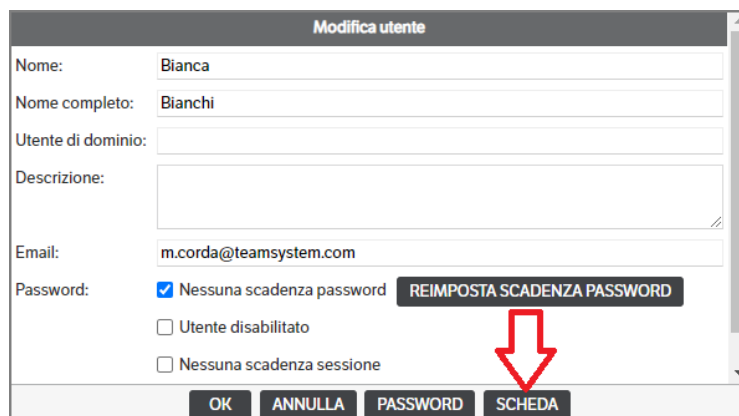 Modifica utente
Nome: Bianca
Nome completo: Bianchi
Utente di dominio:
Descrizione:
Email: m.corda@teamsystem.com
Password: Nessuna scadenza password REIMPOSTA SCADENZA PASSWORD
Utente disabilitato
Nessuna scadenza sessione
OK ANNULLA PASSWORD SCHEDA